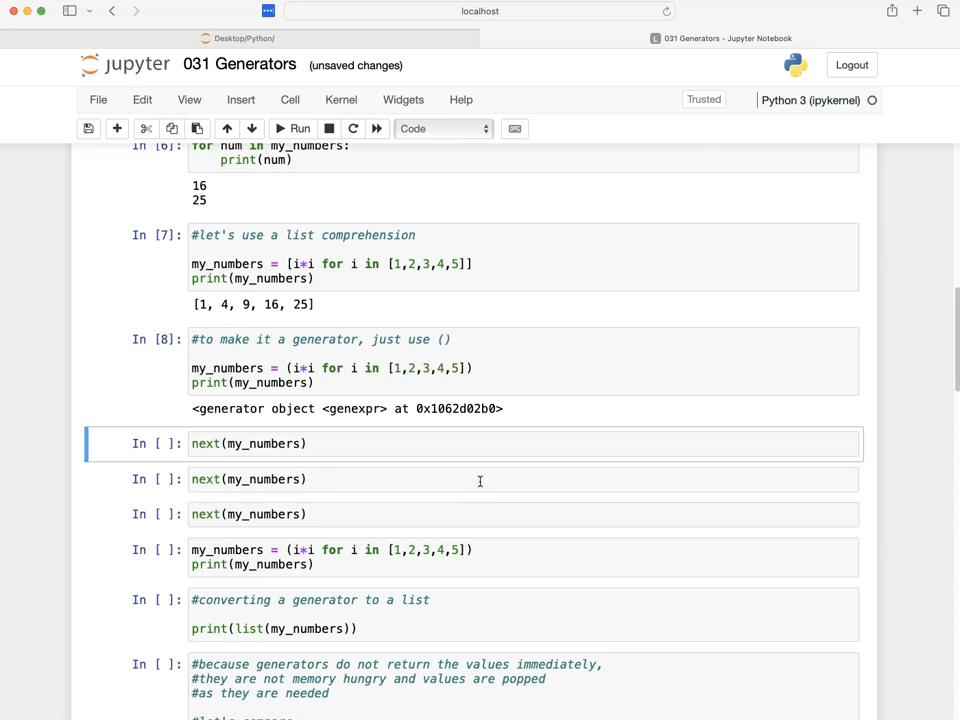 localhost
Desktop/Python/
031 Generators - Jupyter Notebook
jupyter 031 Generators (unsaved changes)
Logout
File Edit View Insert Cell Kernel Widgets Help
Trusted
Python 3 (ipykernel)
Run
Code
In [6]: for num in my_numbers:
print(num)
16
25
In [7]: #let's use a list comprehension
my_numbers = [i*i for i in [1,2,3,4,5]]
print(my_numbers)
[1, 4, 9, 16, 25]
In [8]: #to make it a generator, just use ()
my_numbers = (i*i for i in [1,2,3,4,5])
print(my_numbers)
<generator object <genexpr> at 0x1062d02b0>
In [ ]: next(my_numbers)
In [ ]: next(my_numbers)
In [ ]: next(my_numbers)
In [ ]: my_numbers = (i*i for i in [1,2,3,4,5])
print(my_numbers)
In [ ]: #converting a generator to a list
print(list(my_numbers))
In [ ]: #because generators do not return the values immediately,
#they are not memory hungry and values are popped
#as they are needed